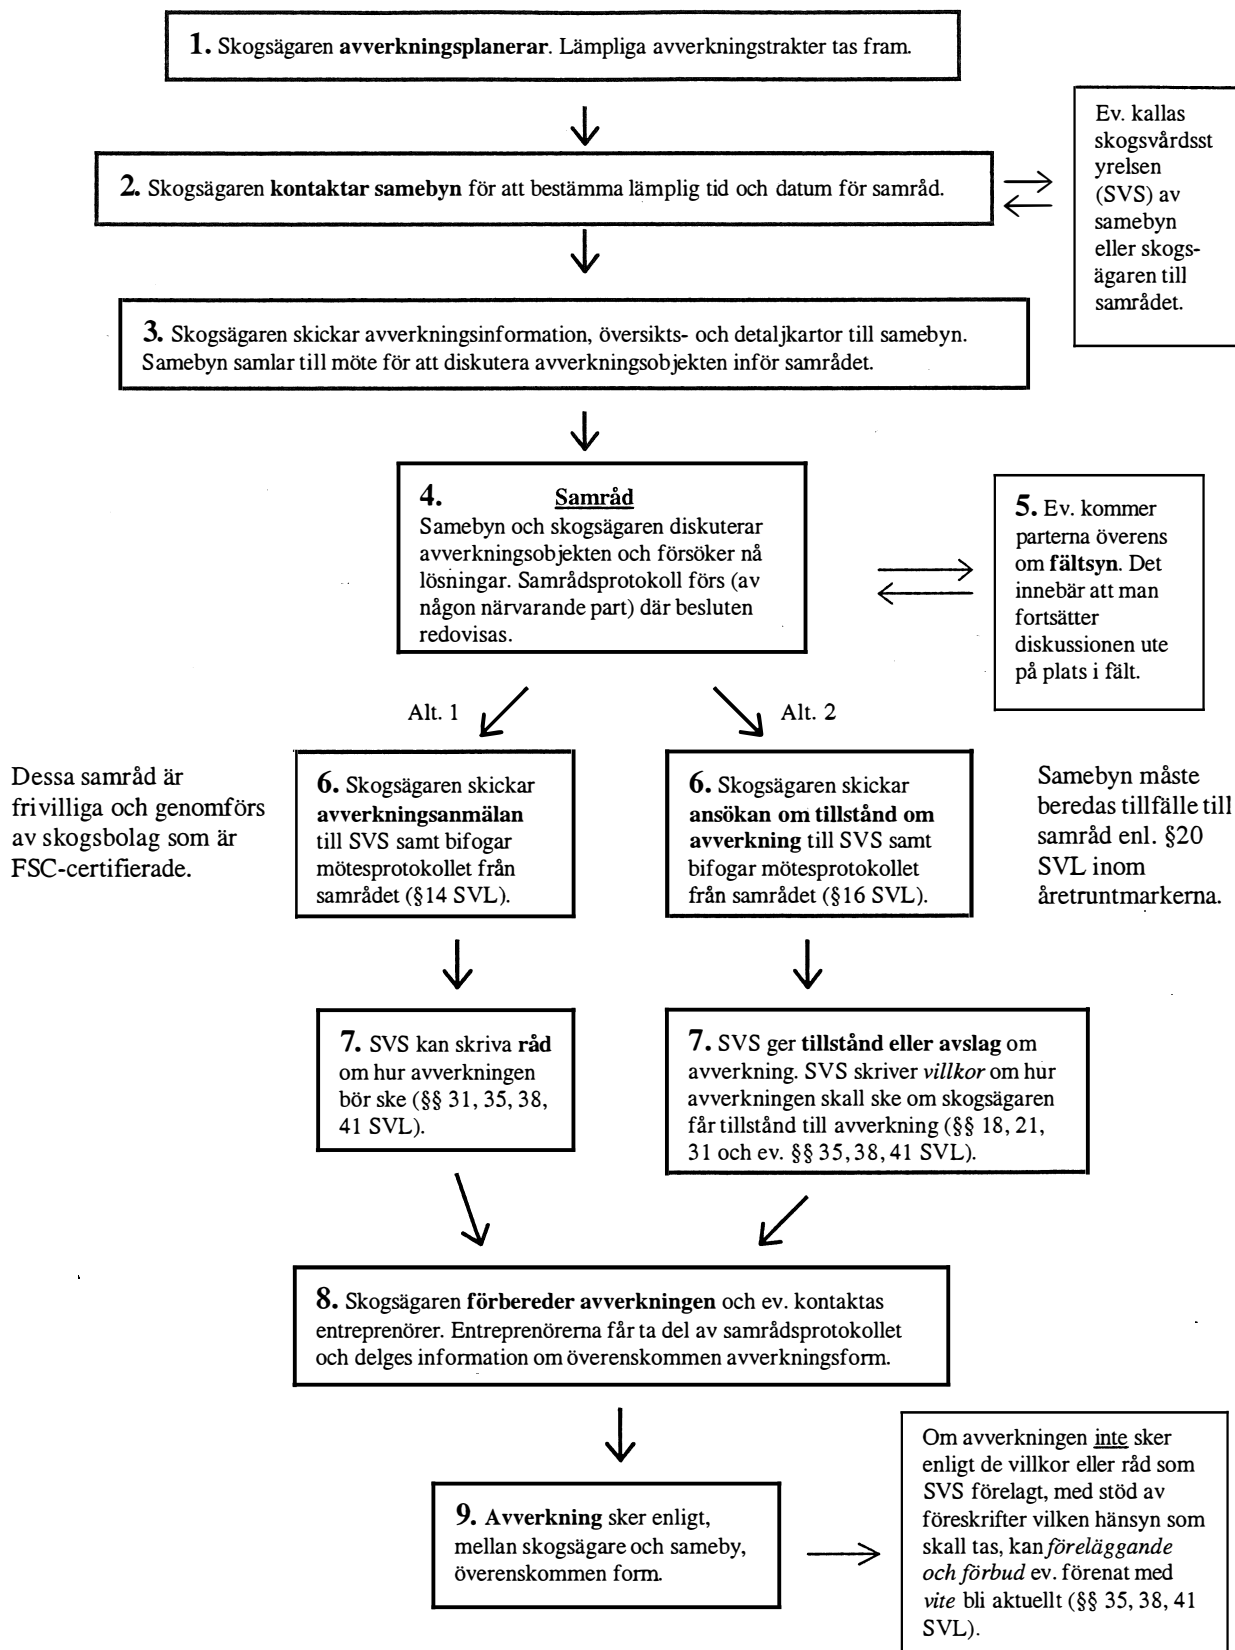 1. Skogsägaren avverkningsplanerar. Lämpliga avverkningstrakter tas fram.
Ev. kallas
skogsvårdsst
yrelsen
(SVS) av
samebyn
eller skogs-
ägaren till
samrådet.
2. Skogsägaren kontaktar samebyn för att bestämma lämplig tid och datum för samråd.
3. Skogsägaren skickar avverkningsinformation, översikts- och detaljkartor till samebyn.
Samebyn samlar till möte för att diskutera avverkningsobjekten inför samrådet.
4. Samråd
Samebyn och skogsägaren diskuterar
avverkningsobjekten och försöker nå
lösningar. Samrådsprotokoll förs (av
någon närvarande part) där besluten
redovisas.
5. Ev. kommer
parterna överens
om fältsyn. Det
innebär att man
fortsätter
diskussionen ute
på plats i fält.
Alt. 1
Alt. 2
Dessa samråd är
frivilliga och genomförs
av skogsbolag som är
FSC-certifierade.
6. Skogsägaren skickar
avverkningsanmälan
till SVS samt bifogar
mötesprotokollet från
samrådet (§14 SVL).
6. Skogsägaren skickar
ansökan om tillstånd om
avverkning till SVS samt
bifogar mötesprotokollet
från samrådet (§16 SVL).
Samebyn måste
beredas tillfälle till
samråd enl. §20
SVL inom
åretruntmarkerna.
7. SVS kan skriva råd
om hur avverkningen
bör ske (§§ 31, 35, 38,
41 SVL).
7. SVS ger tillstånd eller avslag om
avverkning. SVS skriver villkor om hur
avverkningen skall ske om skogsägaren
får tillstånd till avverkning (§§ 18, 21,
31 och ev. §§ 35, 38, 41 SVL).
8. Skogsägaren förbereder avverkningen och ev. kontaktas
entreprenörer. Entreprenörerna får ta del av samrådsprotokollet
och delges information om överenskommen avverkningsform.
9. Avverkning sker enligt,
mellan skogsägare och sameby,
överenskommen form.
Om avverkningen inte sker
enligt de villkor eller råd som
SVS förelagt, med stöd av
föreskrifter vilken hänsyn som
skall tas, kan föreläggande
och förbud ev. förenat med
vite bli aktuellt (§§ 35, 38, 41
SVL).